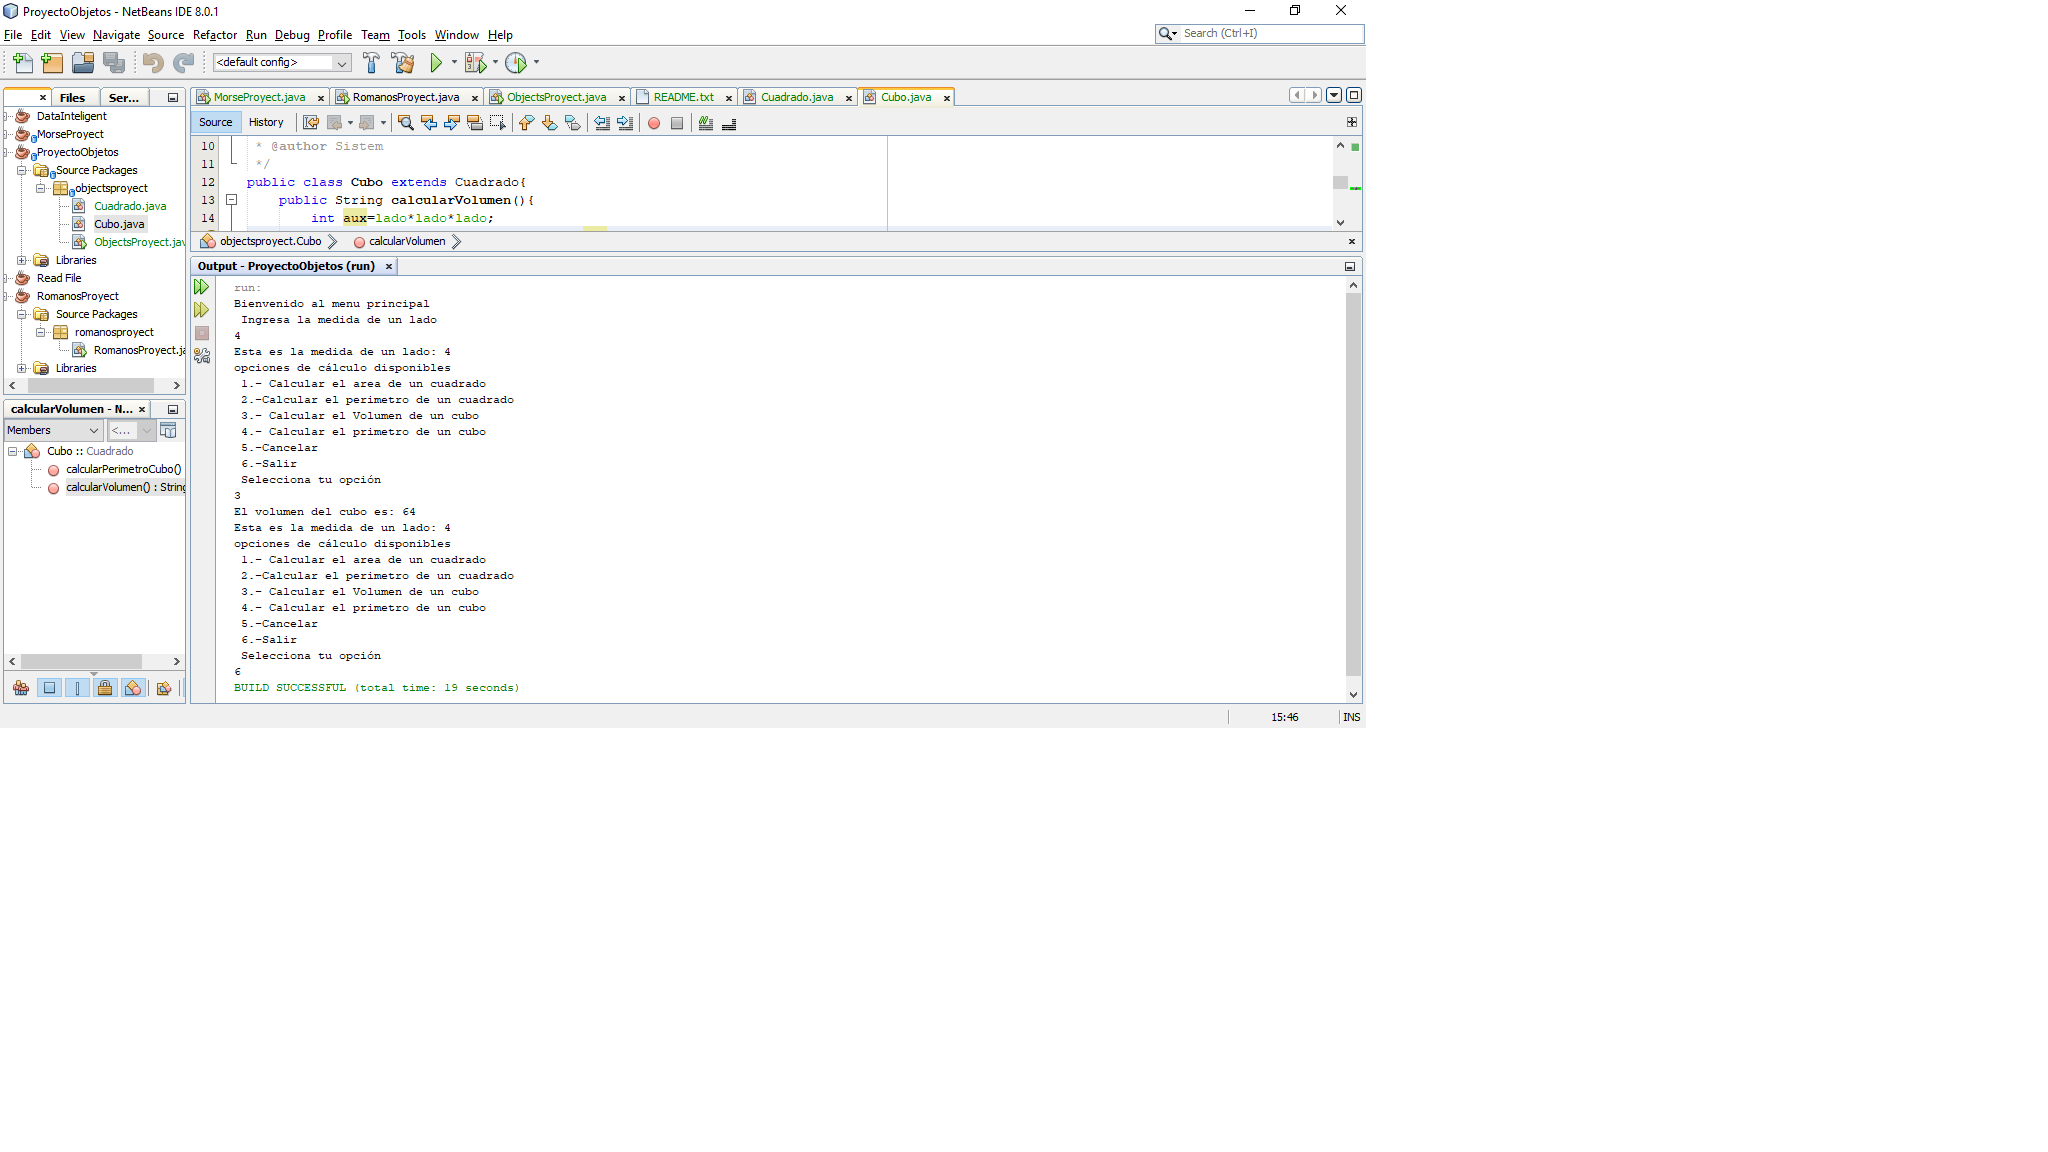 ProyectoObjetos - NetBeans IDE 8.0.1
File Edit View Navigate Source Refactor Run Debug Profile Team Tools Window Help
Search (Ctrl+I)
<default config>
Files Ser...
DataInteligent
MorseProyect
ProyectoObjetos
Source Packages
objectsproyect
Cuadrado.java
Cubo.java
ObjectsProyect.jav
Libraries
Read File
RomanosProyect
Source Packages
romanosproyect
RomanosProyect.ja
Libraries
calcularVolumen - N...
Members <...
Cubo :: Cuadrado
calcularPerimetroCubo()
calcularVolumen() : String
MorseProyect.java RomanosProyect.java ObjectsProyect.java README.txt Cuadrado.java Cubo.java
Source History
10 * @author Sistem
11 */
12 public class Cubo extends Cuadrado{
13 public String calcularVolumen(){
14 int aux=lado*lado*lado;
objectsproyect.Cubo calcularVolumen
Output - ProyectoObjetos (run)
run:
Bienvenido al menu principal
Ingresa la medida de un lado
4
Esta es la medida de un lado: 4
opciones de cálculo disponibles
1.- Calcular el area de un cuadrado
2.-Calcular el perimetro de un cuadrado
3.- Calcular el Volumen de un cubo
4.- Calcular el primetro de un cubo
5.-Cancelar
6.-Salir
Selecciona tu opción
3
El volumen del cubo es: 64
Esta es la medida de un lado: 4
opciones de cálculo disponibles
1.- Calcular el area de un cuadrado
2.-Calcular el perimetro de un cuadrado
3.- Calcular el Volumen de un cubo
4.- Calcular el primetro de un cubo
5.-Cancelar
6.-Salir
Selecciona tu opción
6
BUILD SUCCESSFUL (total time: 19 seconds)
15:46 INS